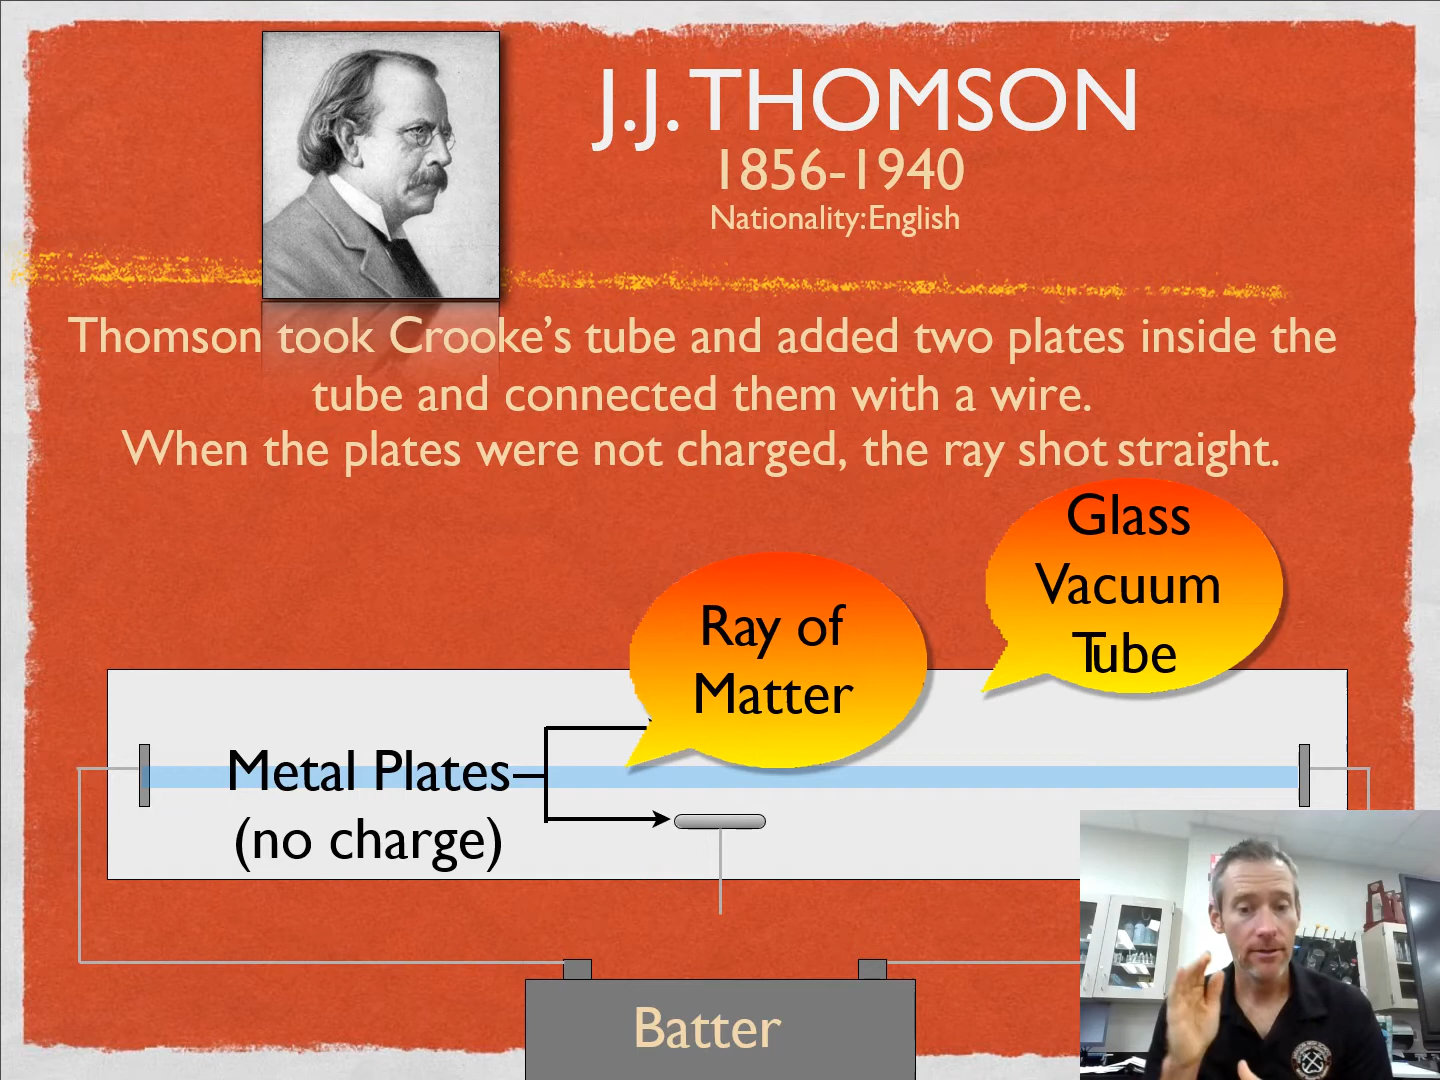 J.J. THOMSON
1856-1940
Nationality: English
Thomson took Crooke’s tube and added two plates inside the
tube and connected them with a wire.
When the plates were not charged, the ray shot straight.
Glass
Vacuum
Tube
Ray of
Matter
Metal Plates
(no charge)
Batter